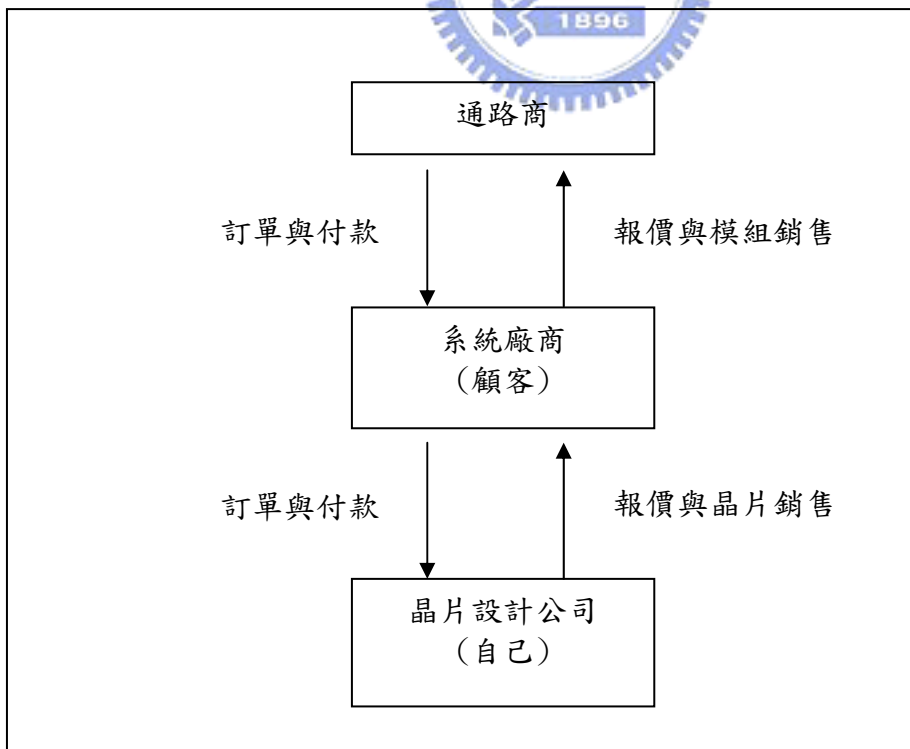 1896
通路商
訂單與付款
報價與模組銷售
系統廠商
（顧客）
訂單與付款
報價與晶片銷售
晶片設計公司
（自己）